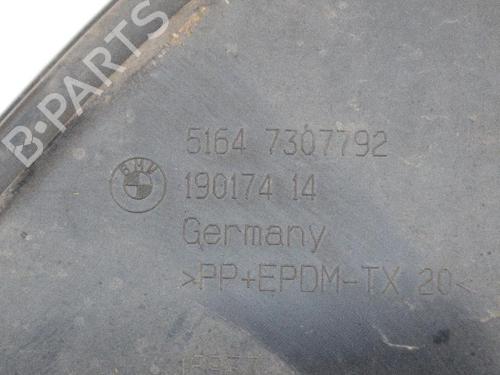 B-PARTS
5164 7307792
BMW
190174 14
Germany
>PP+EPDM-TX 20<